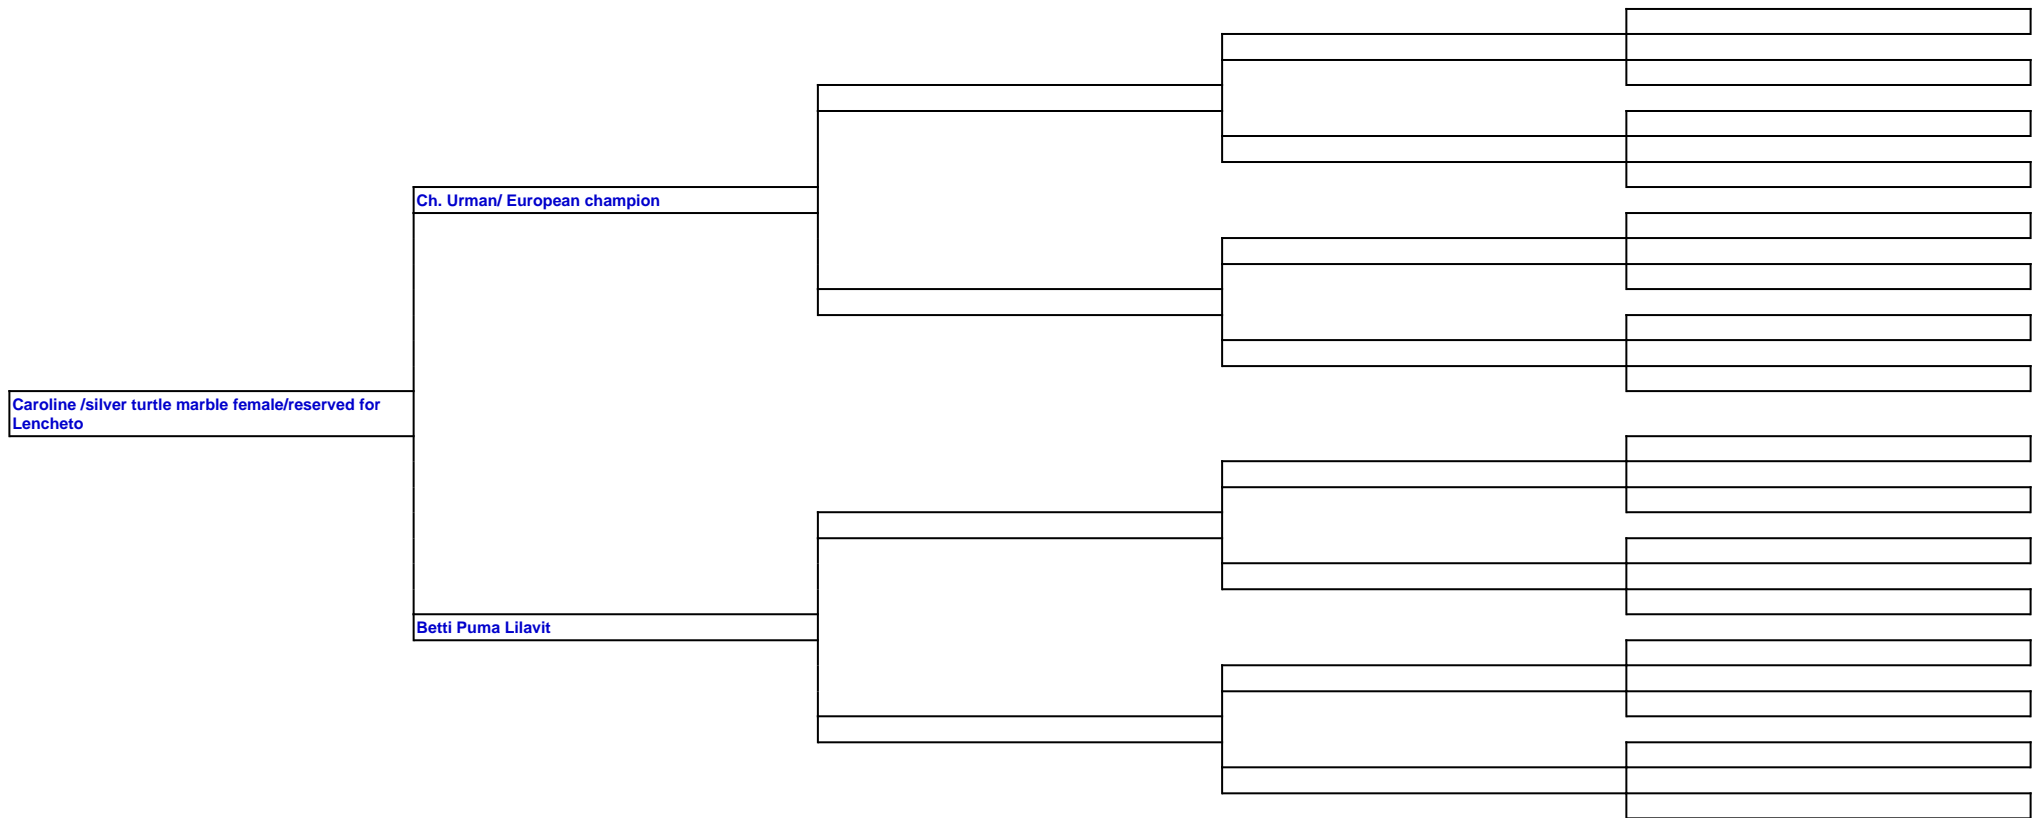 Ch. Urman/ European champion
Caroline /silver turtle marble female/reserved for
Lencheto
Betti Puma Lilavit